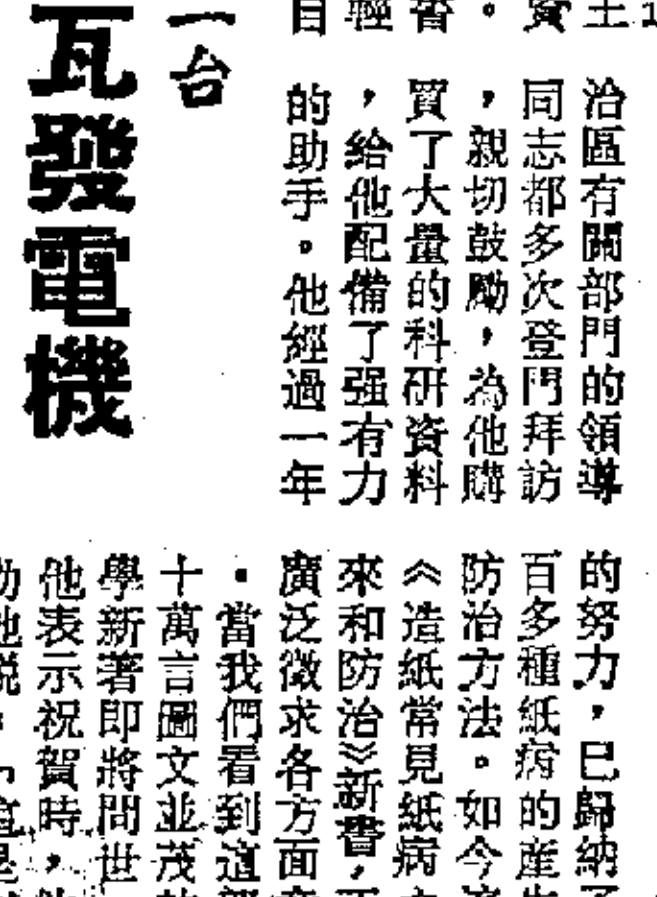 治區有關部門的領導
同志都多次登門拜訪
，親切鼓勵，為他購
買了大量的科研資料
，給他配備了强有力
的助手。他經過一年
一台
瓦發電機
的努力，已歸納
百多種紙病的產生
防治方法。如今
《造紙常見紙病
來和防治》新書，
廣泛徵求各方面
。當我們看到這
十萬言圖文並茂
學新著即將問世
他表示祝賀時，